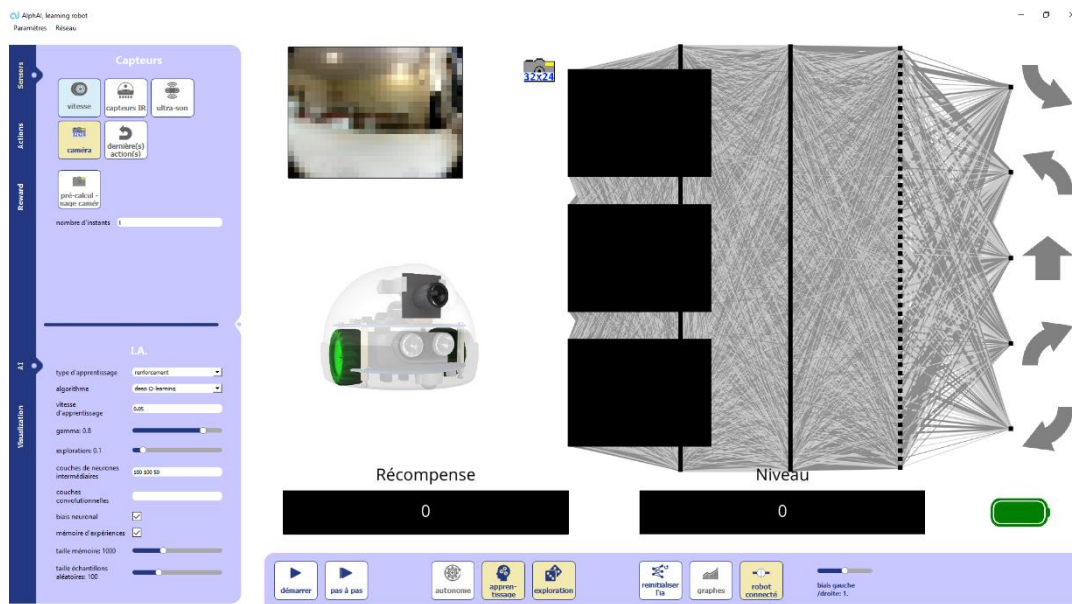 AlphAI, learning robot
Paramètres Réseau
Sensors
Actions
Reward
AI
Visualization
Capteurs
vitesse
capteurs IR
ultra-son
caméra
dernière(s)
action(s)
pré-calcul -
nombre d'instants 1
I.A.
type d'apprentissage renforcement
algorithme deep Q-learning
vitesse
d'apprentissage 0.05
gamma: 0.8
exploration: 0.1
couches de neurones
intermédiaires 100 100 50
couches
convolutionnelles
biais neuronal
mémoire d'expériences
taille mémoire: 1000
taille échantillons
aléatoires: 100
32x24
Récompense
0
Niveau
0
démarrer
pas à pas
autonome
appren-
tissage
exploration
reinitialiser
l'ia
graphes
robot
connecté
biais gauche
/droite: 1.